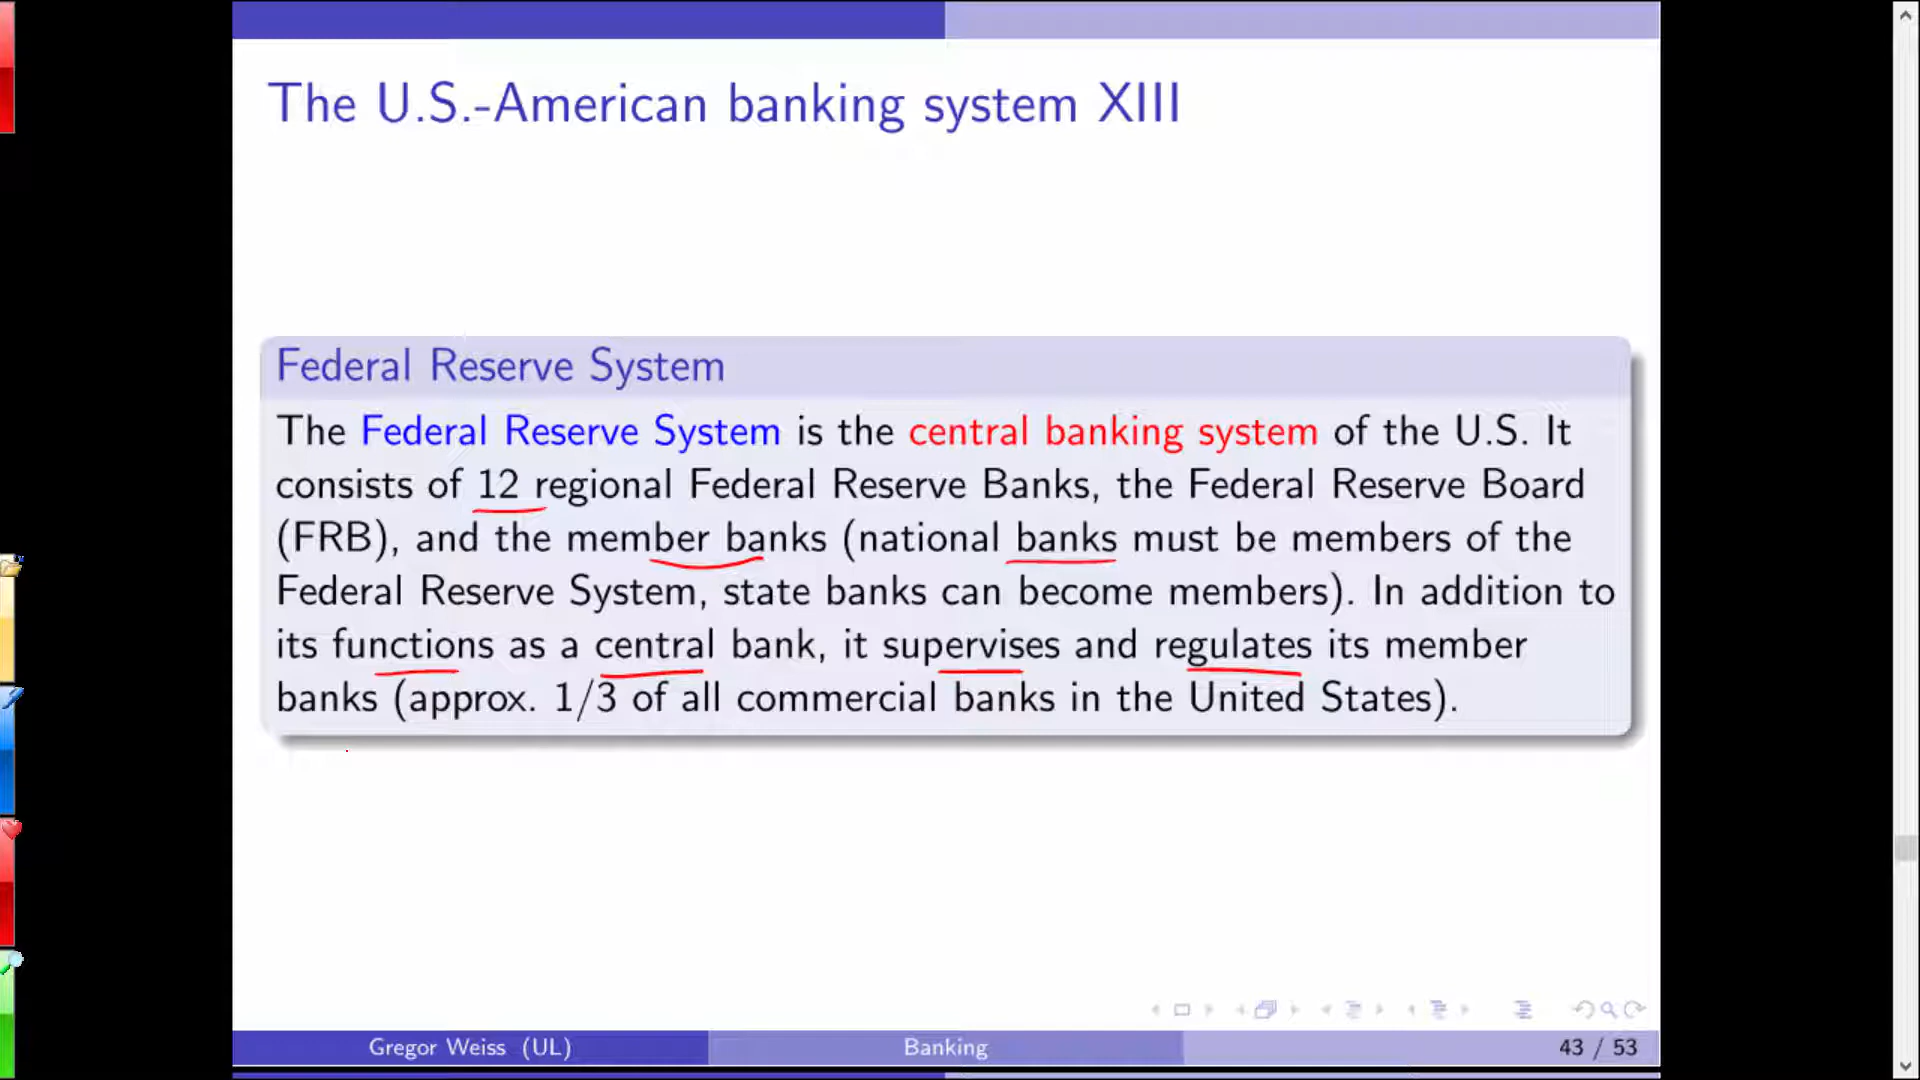 The U.S.-American banking system XIII
Federal Reserve System
The Federal Reserve System is the central banking system of the U.S. It
consists of 12 regional Federal Reserve Banks, the Federal Reserve Board
(FRB), and the member banks (national banks must be members of the
Federal Reserve System, state banks can become members). In addition to
its functions as a central bank, it supervises and regulates its member
banks (approx. 1/3 of all commercial banks in the United States).
Gregor Weiss (UL)
Banking
43 / 53